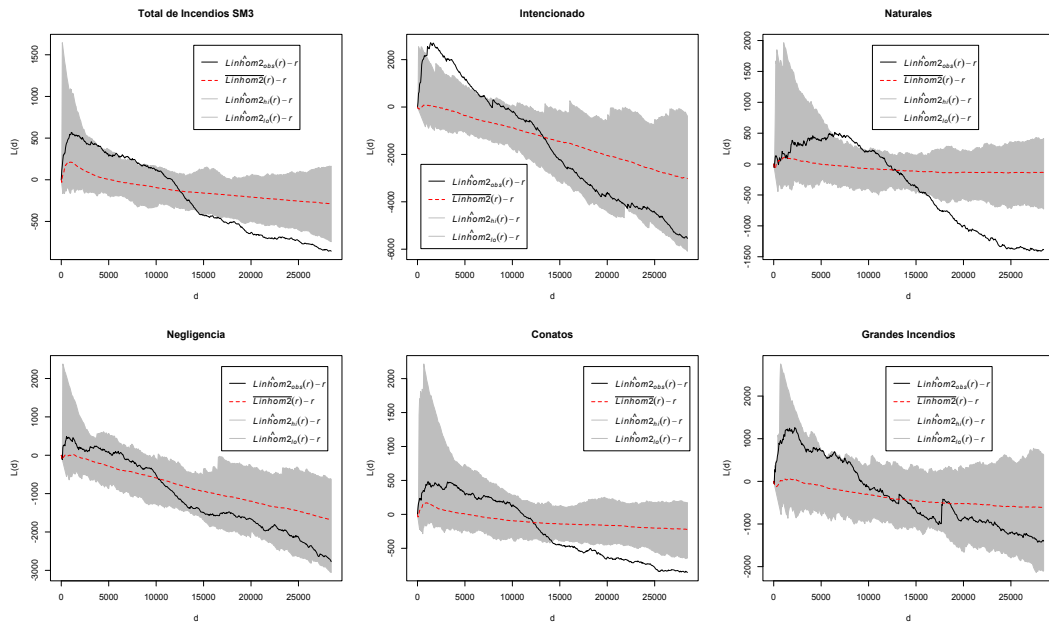 Total de Incendios SM3
L(d)
1500
1000
500
0
-500
Linhom2obs(r)−r
Linhom2(r)−r
Linhom2hi(r)−r
Linhom2lo(r)−r
0 5000 10000 15000 20000 25000
d
Intencionado
L(d)
2000
0
-2000
-4000
-6000
Linhom2obs(r)−r
Linhom2(r)−r
Linhom2hi(r)−r
Linhom2lo(r)−r
0 5000 10000 15000 20000 25000
d
Naturales
L(d)
2000
1500
1000
500
0
-500
-1000
-1500
Linhom2obs(r)−r
Linhom2(r)−r
Linhom2hi(r)−r
Linhom2lo(r)−r
0 5000 10000 15000 20000 25000
d
Negligencia
L(d)
2000
1000
0
-1000
-2000
-3000
Linhom2obs(r)−r
Linhom2(r)−r
Linhom2hi(r)−r
Linhom2lo(r)−r
0 5000 10000 15000 20000 25000
d
Conatos
L(d)
2000
1500
1000
500
0
-500
Linhom2obs(r)−r
Linhom2(r)−r
Linhom2hi(r)−r
Linhom2lo(r)−r
0 5000 10000 15000 20000 25000
d
Grandes Incendios
L(d)
2000
1000
0
-1000
-2000
Linhom2obs(r)−r
Linhom2(r)−r
Linhom2hi(r)−r
Linhom2lo(r)−r
0 5000 10000 15000 20000 25000
d